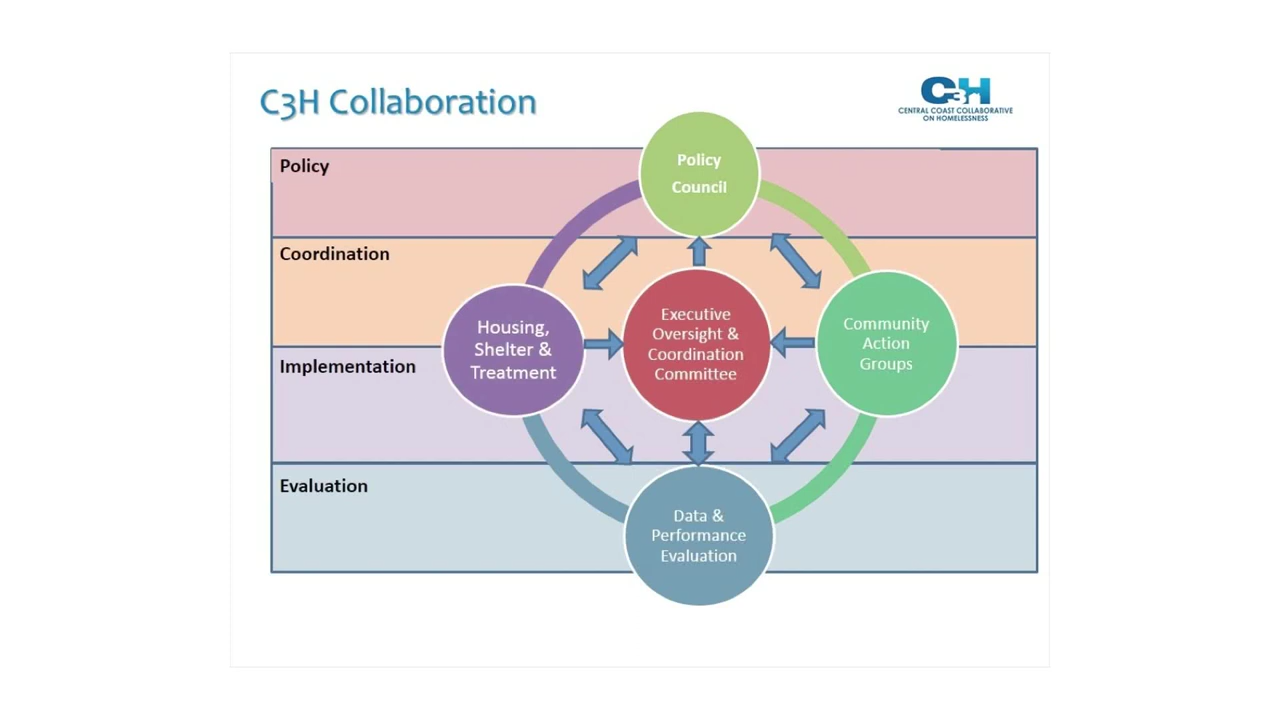 C3H Collaboration
C3H
CENTRAL COAST COLLABORATIVE
ON HOMELESSNESS
Policy
Policy
Council
Coordination
Housing,
Shelter &
Treatment
Executive
Oversight &
Coordination
Committee
Community
Action
Groups
Implementation
Evaluation
Data &
Performance
Evaluation